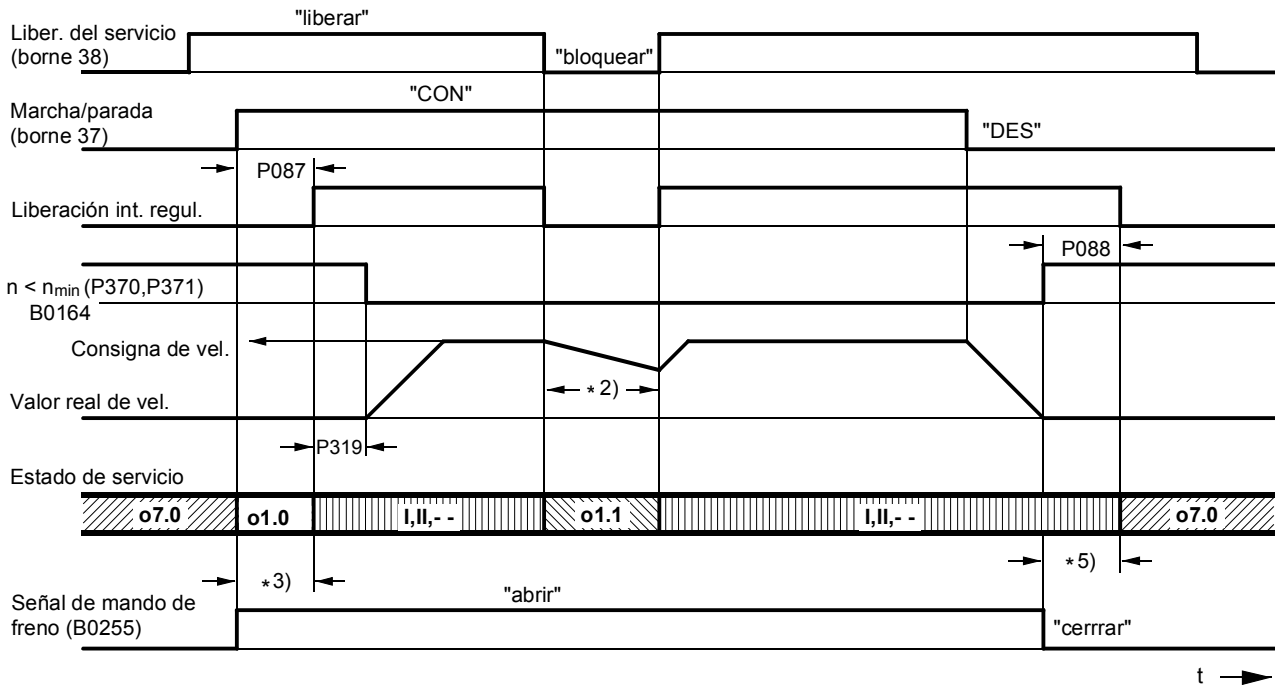 "liberar"
Liber. del servicio
(borne 38)
"bloquear"
"CON"
Marcha/parada
(borne 37)
"DES"
P087
Liberación int. regul.
P088
n < nmin (P370,P371)
B0164
Consigna de vel.
* 2)
Valor real de vel.
P319
Estado de servicio
o7.0 o1.0 I,II,- - o1.1 I,II,- - o7.0
*3) *5)
"abrir"
Señal de mando de
freno (B0255)
"cerrrar"
t